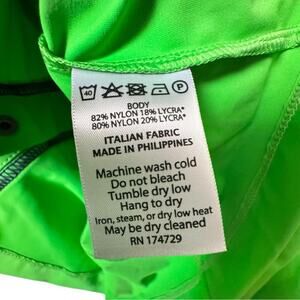 40 P
BODY
82% NYLON 18% LYCRA*
80% NYLON 20% LYCRA*
ITALIAN FABRIC
MADE IN PHILIPPINES
Machine wash cold
Do not bleach
Tumble dry low
Hang to dry
Iron, steam, or dry low heat
May be dry cleaned
RN 174729